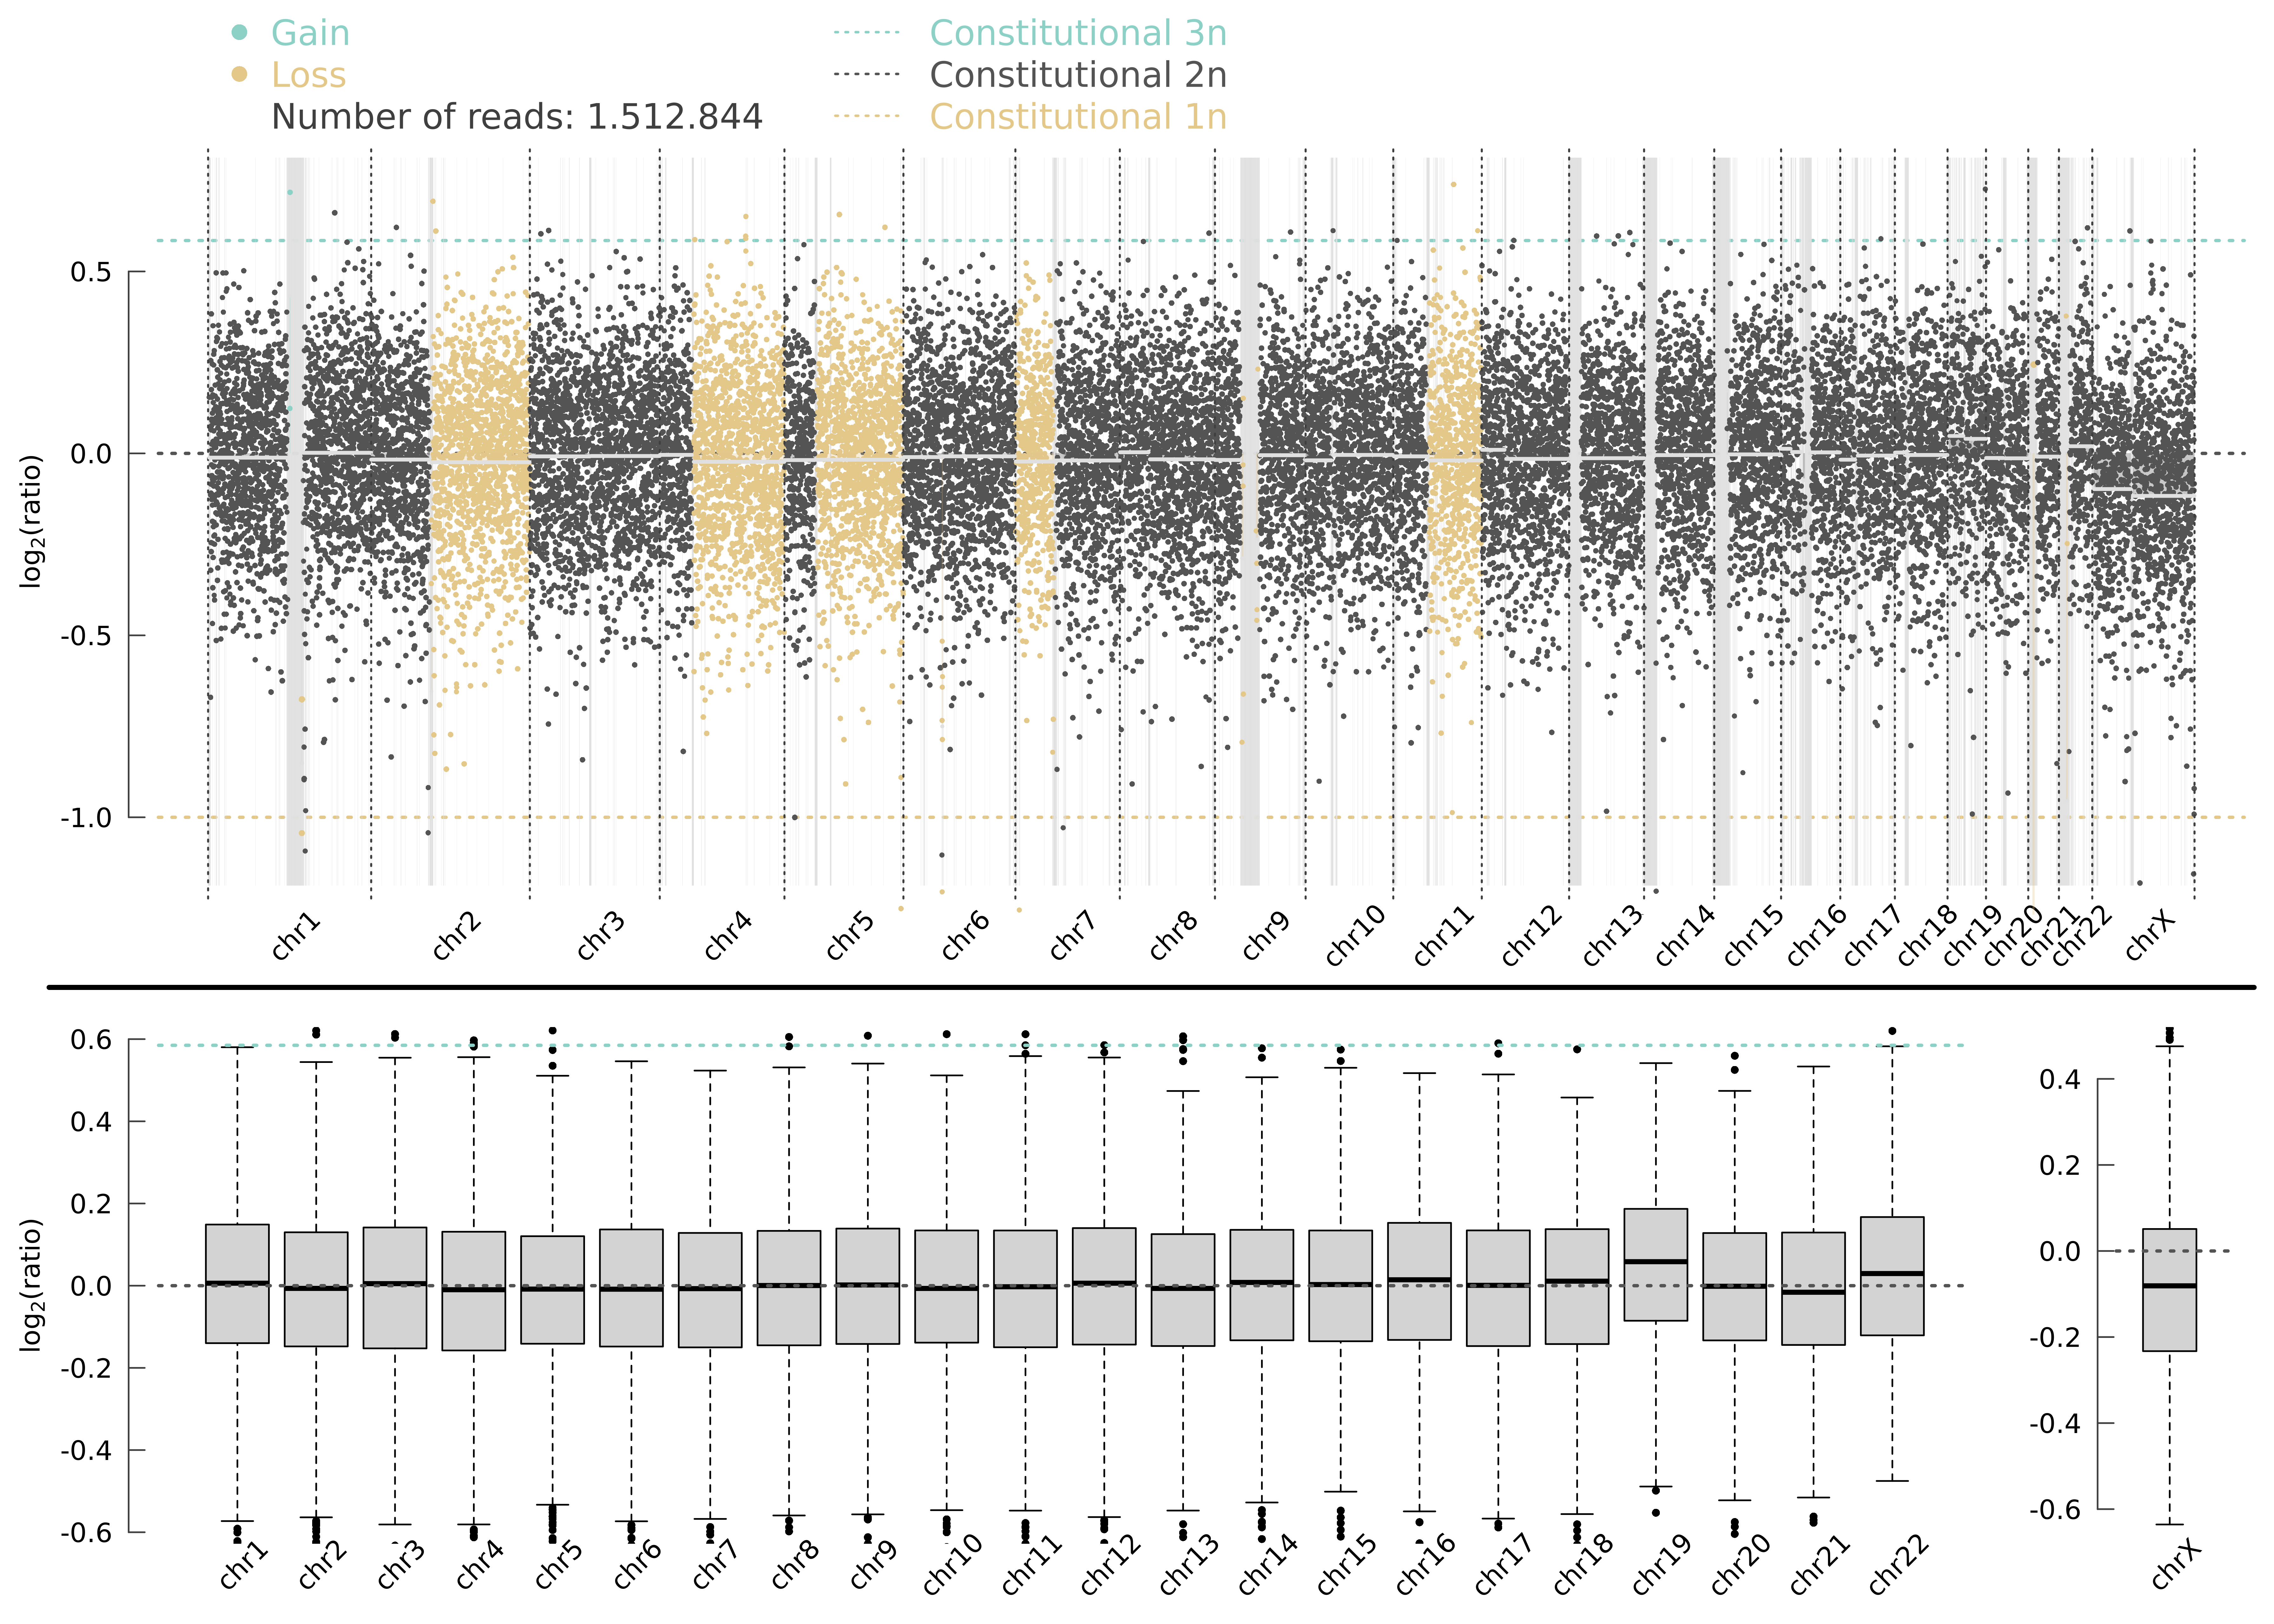 Gain
Loss
Number of reads: 1.512.844
Constitutional 3n
Constitutional 2n
Constitutional 1n
log2(ratio)
0.5
0.0
-0.5
-1.0
chr1
chr2
chr3
chr4
chr5
chr6
chr7
chr8
chr9
chr10
chr11
chr12
chr13
chr14
chr15
chr16
chr17
chr18
chr19
chr20
chr21
chr22
chrX
log2(ratio)
0.6
0.4
0.2
0.0
-0.2
-0.4
-0.6
chr1
chr2
chr3
chr4
chr5
chr6
chr7
chr8
chr9
chr10
chr11
chr12
chr13
chr14
chr15
chr16
chr17
chr18
chr19
chr20
chr21
chr22
0.4
0.2
0.0
-0.2
-0.4
-0.6
chrX